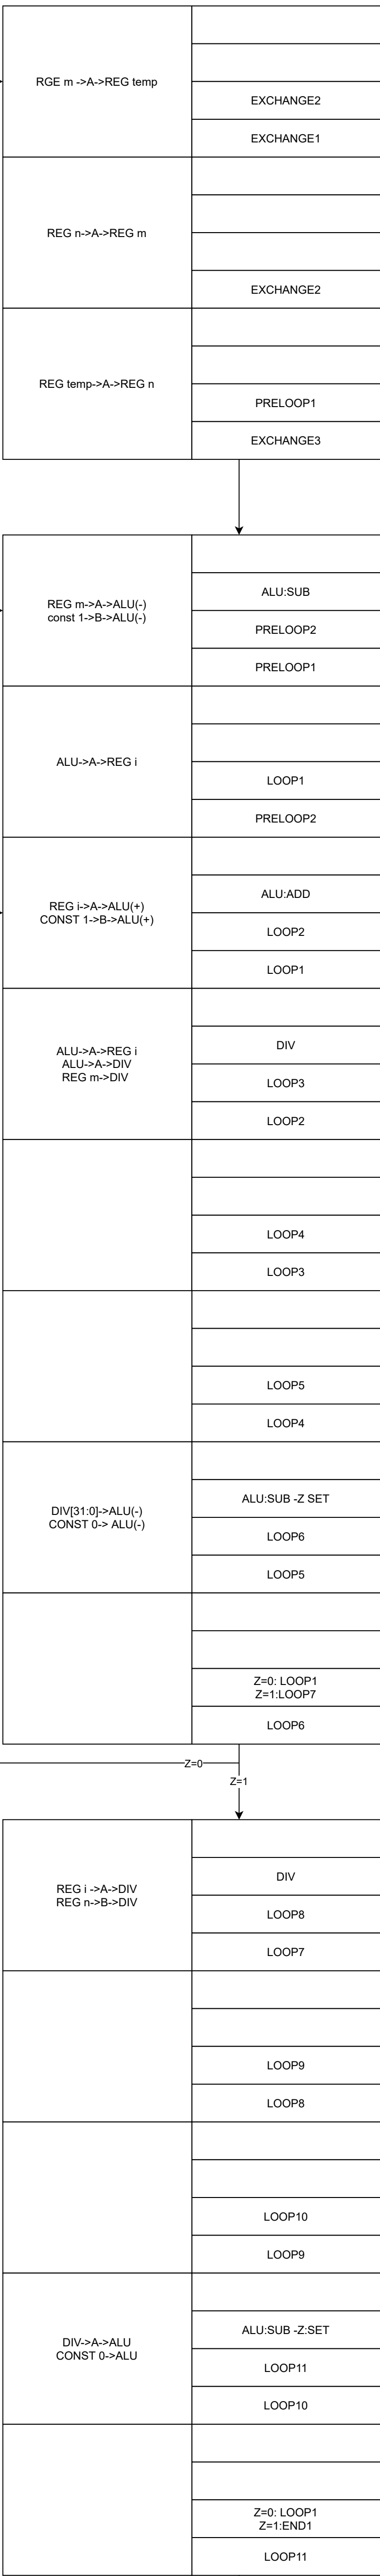 RGE m ->A->REG temp
EXCHANGE2
EXCHANGE1
REG n->A->REG m
EXCHANGE2
REG temp->A->REG n
PRELOOP1
EXCHANGE3
REG m->A->ALU(-)
const 1->B->ALU(-)
ALU:SUB
PRELOOP2
PRELOOP1
ALU->A->REG i
LOOP1
PRELOOP2
REG i->A->ALU(+)
CONST 1->B->ALU(+)
ALU:ADD
LOOP2
LOOP1
ALU->A->REG i
ALU->A->DIV
REG m->DIV
DIV
LOOP3
LOOP2
LOOP4
LOOP3
LOOP5
LOOP4
DIV[31:0]->ALU(-)
CONST 0-> ALU(-)
ALU:SUB -Z SET
LOOP6
LOOP5
Z=0: LOOP1
Z=1:LOOP7
LOOP6
Z=0
Z=1
REG i ->A->DIV
REG n->B->DIV
DIV
LOOP8
LOOP7
LOOP9
LOOP8
LOOP10
LOOP9
DIV->A->ALU
CONST 0->ALU
ALU:SUB -Z:SET
LOOP11
LOOP10
Z=0: LOOP1
Z=1:END1
LOOP11